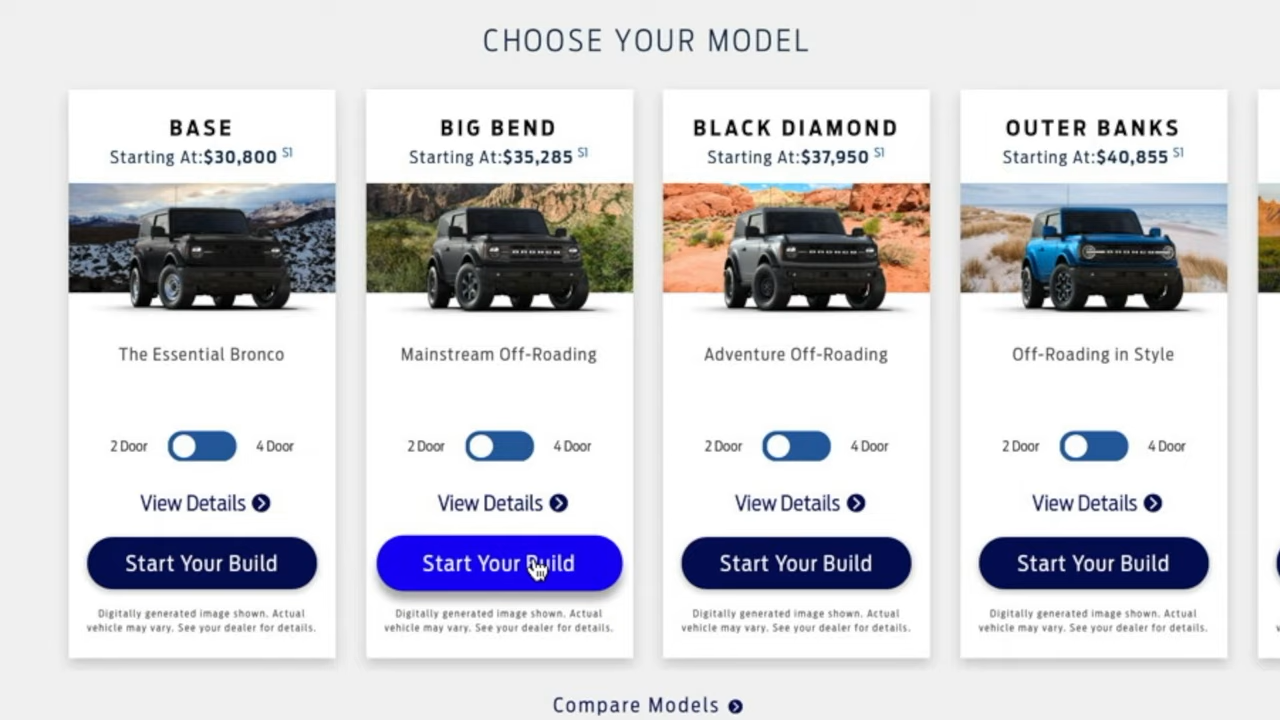 CHOOSE YOUR MODEL
BASE
Starting At:$30,800 S1
The Essential Bronco
2 Door
4 Door
View Details
Start Your Build
Digitally generated image shown. Actual
vehicle may vary. See your dealer for details.
BIG BEND
Starting At:$35,285 S1
BRONCO
Mainstream Off-Roading
2 Door
4 Door
View Details
Start Your Build
Digitally generated image shown. Actual
vehicle may vary. See your dealer for details.
BLACK DIAMOND
Starting At:$37,950 S1
BRONCO
Adventure Off-Roading
2 Door
4 Door
View Details
Start Your Build
Digitally generated image shown. Actual
vehicle may vary. See your dealer for details.
OUTER BANKS
Starting At:$40,855 S1
BRONCO
Off-Roading in Style
2 Door
4 Door
View Details
Start Your Build
Digitally generated image shown. Actual
vehicle may vary. See your dealer for details.
Compare Models